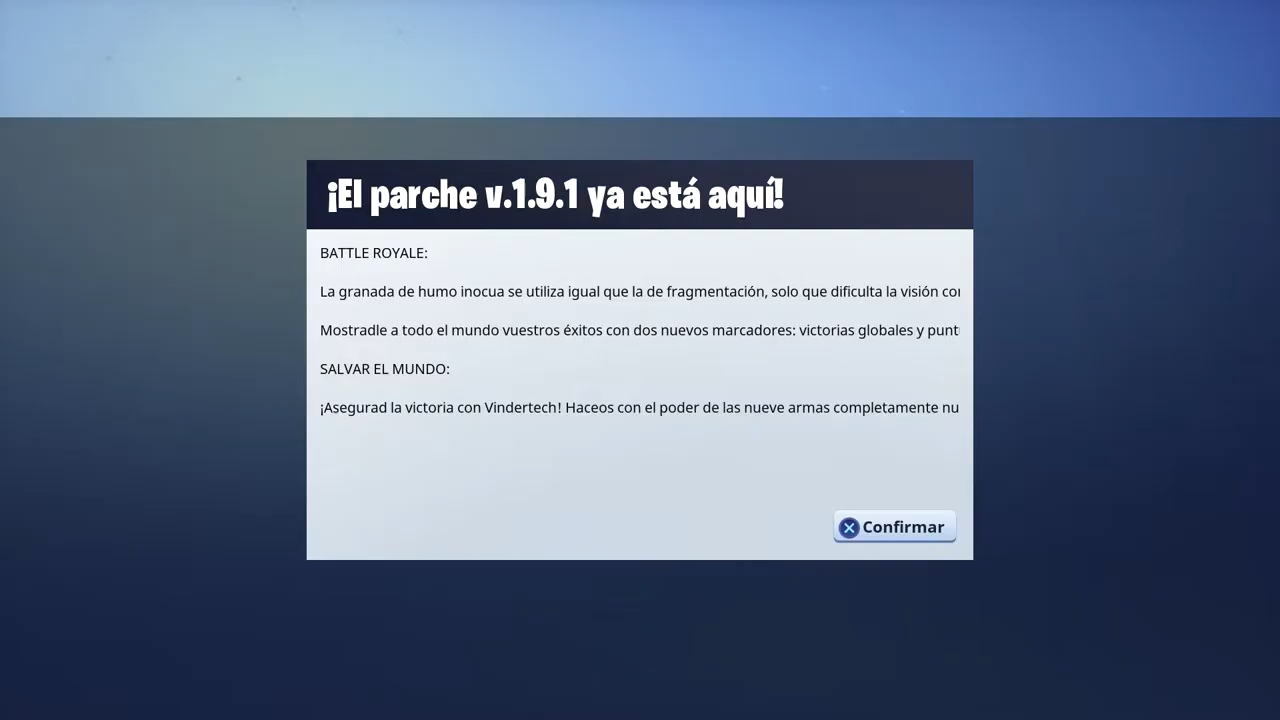 ¡El parche v.1.9.1 ya está aquí!
BATTLE ROYALE:
La granada de humo inocua se utiliza igual que la de fragmentación, solo que dificulta la visión
Mostradle a todo el mundo vuestros éxitos con dos nuevos marcadores: victorias globales y
SALVAR EL MUNDO:
¡Asegurad la victoria con Vindertech! Haceos con el poder de las nueve armas completamente
Confirmar